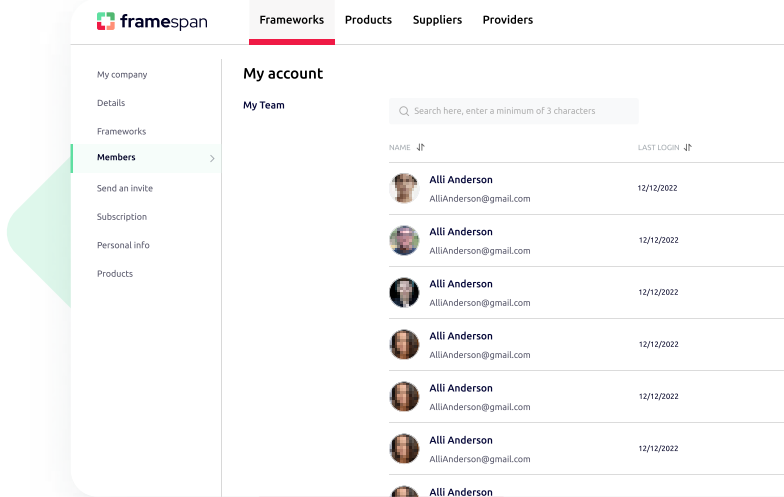 framespan
Frameworks
Products
Suppliers
Providers
My company
Details
Frameworks
Members
Send an invite
Subscription
Personal info
Products
My account
My Team
Search here, enter a minimum of 3 characters
NAME
LAST LOGIN
Alli Anderson
AlliAnderson@gmail.com
12/12/2022
Alli Anderson
AlliAnderson@gmail.com
12/12/2022
Alli Anderson
AlliAnderson@gmail.com
12/12/2022
Alli Anderson
AlliAnderson@gmail.com
12/12/2022
Alli Anderson
AlliAnderson@gmail.com
12/12/2022
Alli Anderson
AlliAnderson@gmail.com
12/12/2022
Alli Anderson